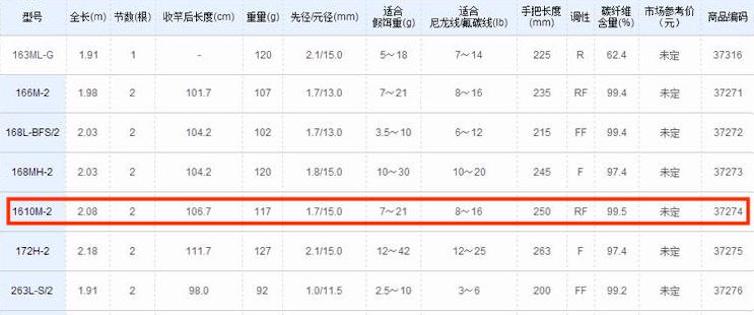 型号 全长(m) 节数(根) 收竿后长度(cm) 重量(g) 先径/元径(mm) 适合假饵重(g) 适合尼龙线/氟碳线(lb) 手把长度(mm) 调性 碳纤维含量(%) 市场参考价(元) 商品编码
163ML-G 1.91 1 - 120 2.1/15.0 5~18 7~14 225 R 62.4 未定 37316
166M-2 1.98 2 101.7 107 1.7/13.0 7~21 8~16 235 RF 99.4 未定 37271
168L-BFS/2 2.03 2 104.2 102 1.7/13.0 3.5~10 6~12 215 FF 99.4 未定 37272
168MH-2 2.03 2 104.2 120 1.8/15.0 10~30 10~20 245 F 97.4 未定 37273
1610M-2 2.08 2 106.7 117 1.7/15.0 7~21 8~16 250 RF 99.5 未定 37274
172H-2 2.18 2 111.7 127 2.1/15.0 12~42 12~25 263 F 97.4 未定 37275
263L-S/2 1.91 2 98.0 92 1.0/11.5 2.5~10 3~6 200 FF 99.2 未定 37276